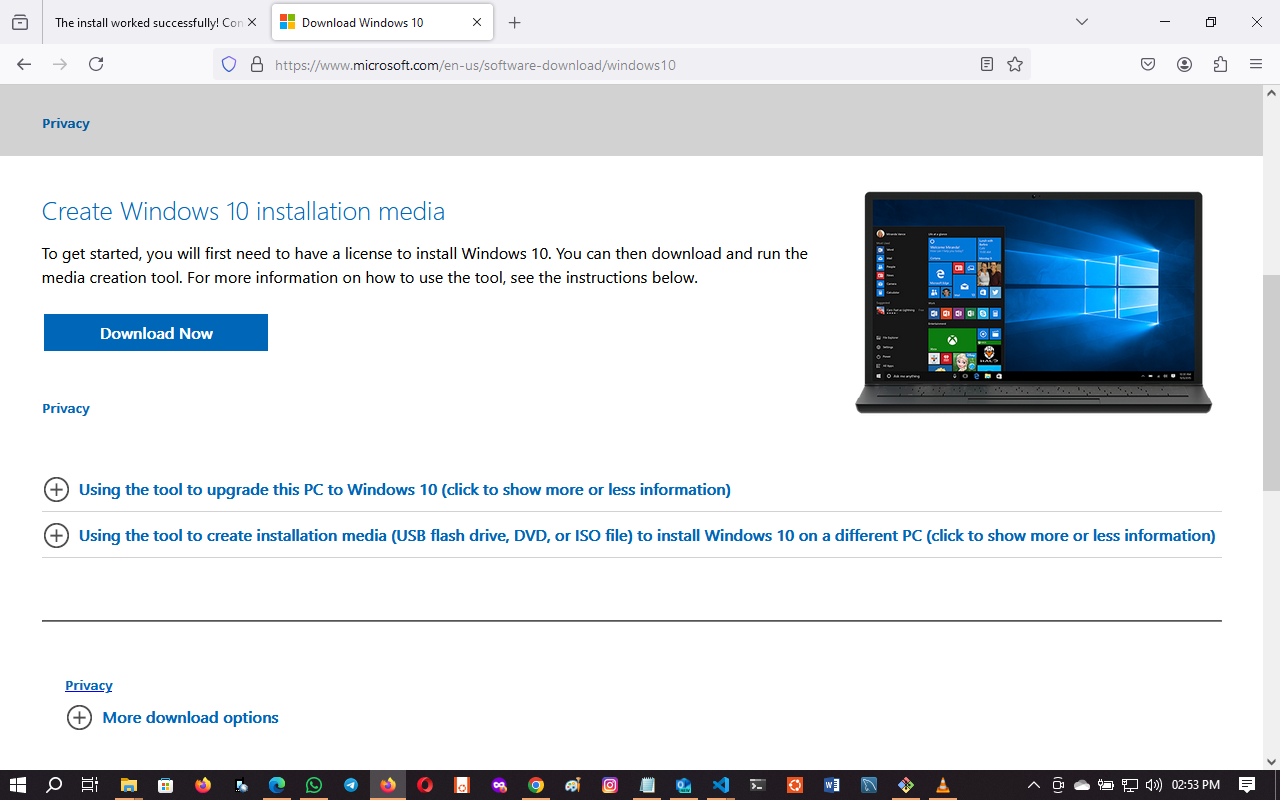 The install worked successfully! Con
Download Windows 10
https://www.microsoft.com/en-us/software-download/windows10
Privacy
Create Windows 10 installation media
To get started, you will first need to have a license to install Windows 10. You can then download and run the
media creation tool. For more information on how to use the tool, see the instructions below.
Download Now
Privacy
Using the tool to upgrade this PC to Windows 10 (click to show more or less information)
Using the tool to create installation media (USB flash drive, DVD, or ISO file) to install Windows 10 on a different PC (click to show more or less information)
Privacy
More download options
02:53 PM